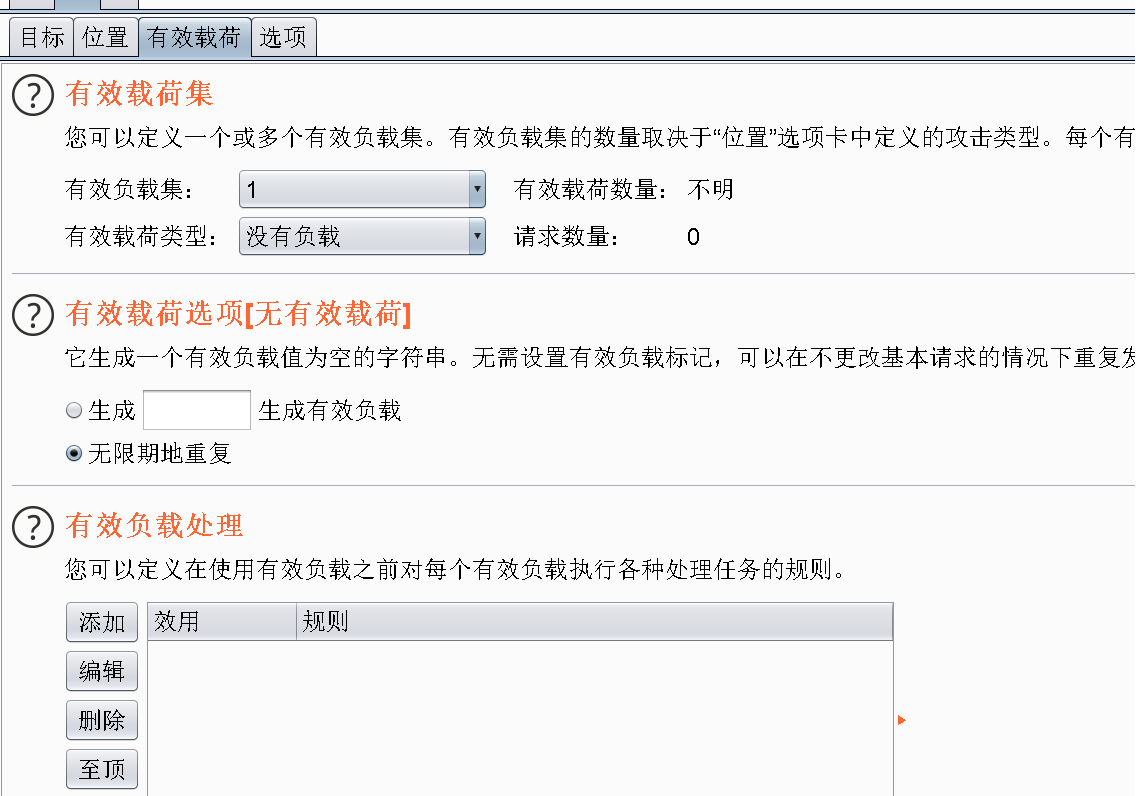 目标 位置 有效载荷 选项
? 有效载荷集
您可以定义一个或多个有效负载集。有效负载集的数量取决于“位置”选项卡中定义的攻击类型。每个有
有效负载集： 1 有效载荷数量： 不明
有效载荷类型： 没有负载 请求数量： 0
? 有效载荷选项[无有效载荷]
它生成一个有效负载值为空的字符串。无需设置有效负载标记，可以在不更改基本请求的情况下重复发
生成 生成有效负载
无限期地重复
? 有效负载处理
您可以定义在使用有效负载之前对每个有效负载执行各种处理任务的规则。
添加 效用 规则
编辑
删除
至顶